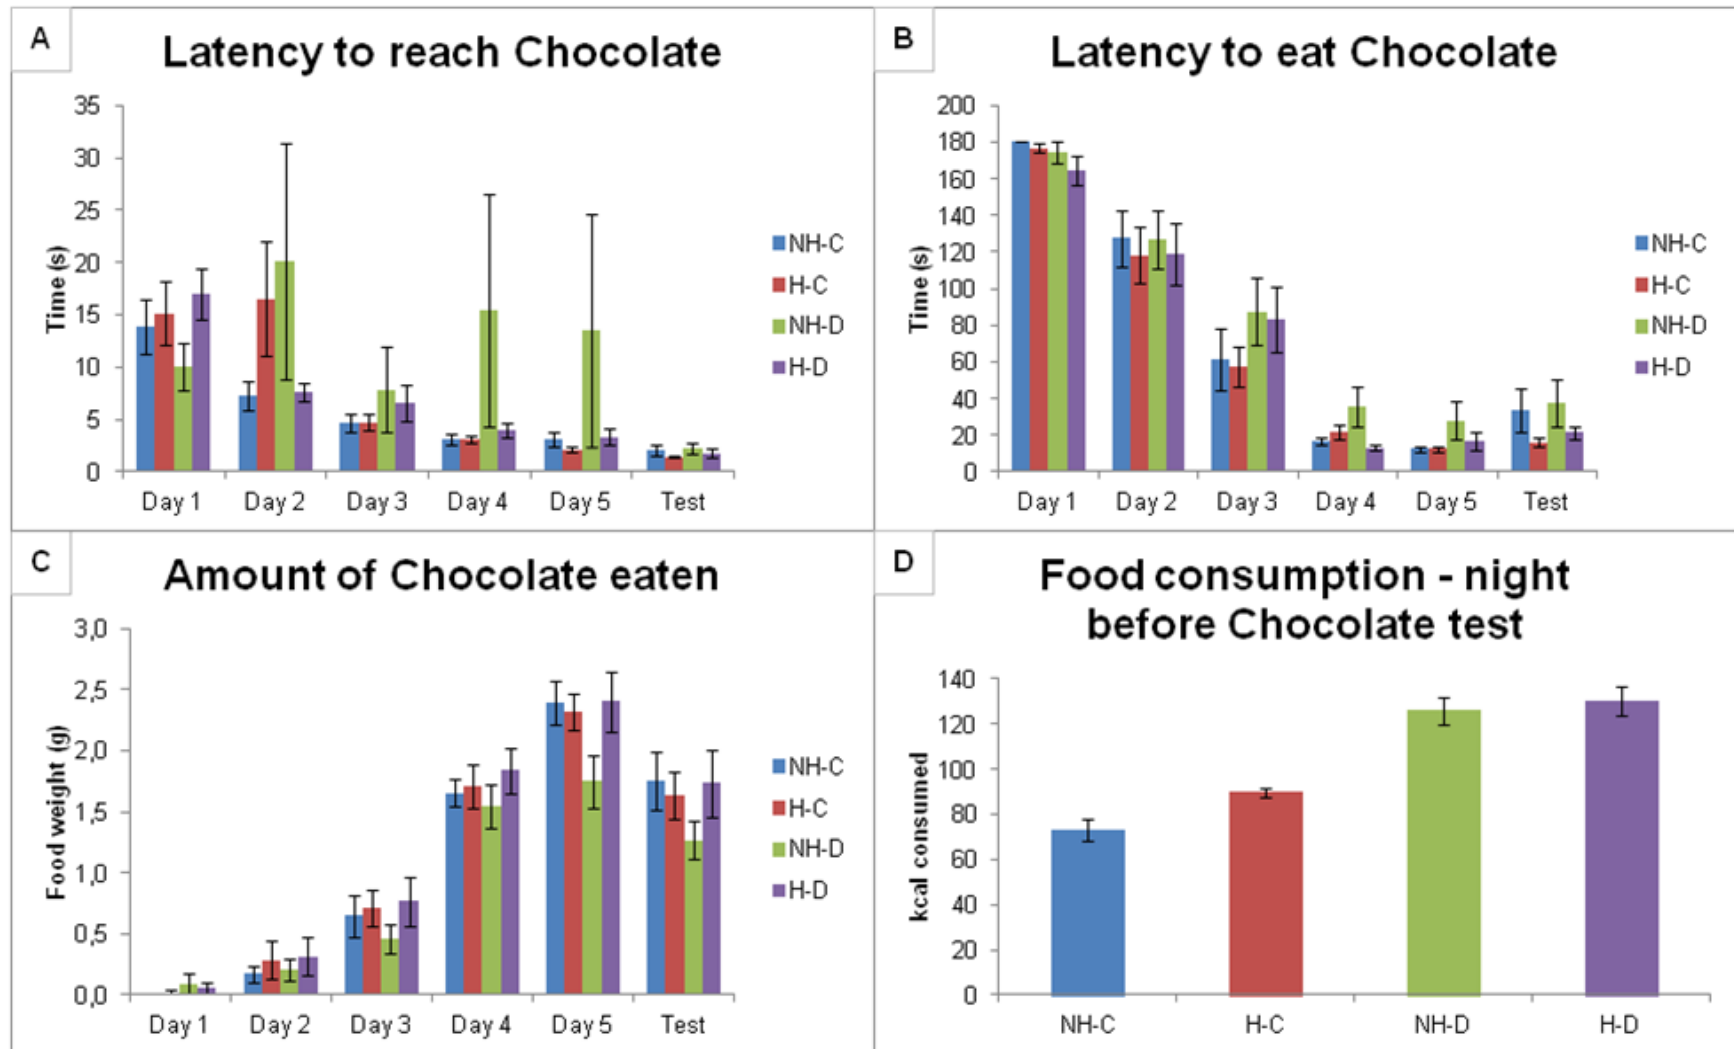 A
Latency to reach Chocolate
35
30
25
20
15
10
5
0
Time (s)
Day 1 Day 2 Day 3 Day 4 Day 5 Test
NH-C
H-C
NH-D
H-D
B
Latency to eat Chocolate
200
180
160
140
120
100
80
60
40
20
0
Time (s)
Day 1 Day 2 Day 3 Day 4 Day 5 Test
NH-C
H-C
NH-D
H-D
C
Amount of Chocolate eaten
3,0
2,5
2,0
1,5
1,0
0,5
0,0
Food weight (g)
Day 1 Day 2 Day 3 Day 4 Day 5 Test
NH-C
H-C
NH-D
H-D
D
Food consumption - night
before Chocolate test
140
120
100
80
60
40
20
0
kcal consumed
NH-C H-C NH-D H-D